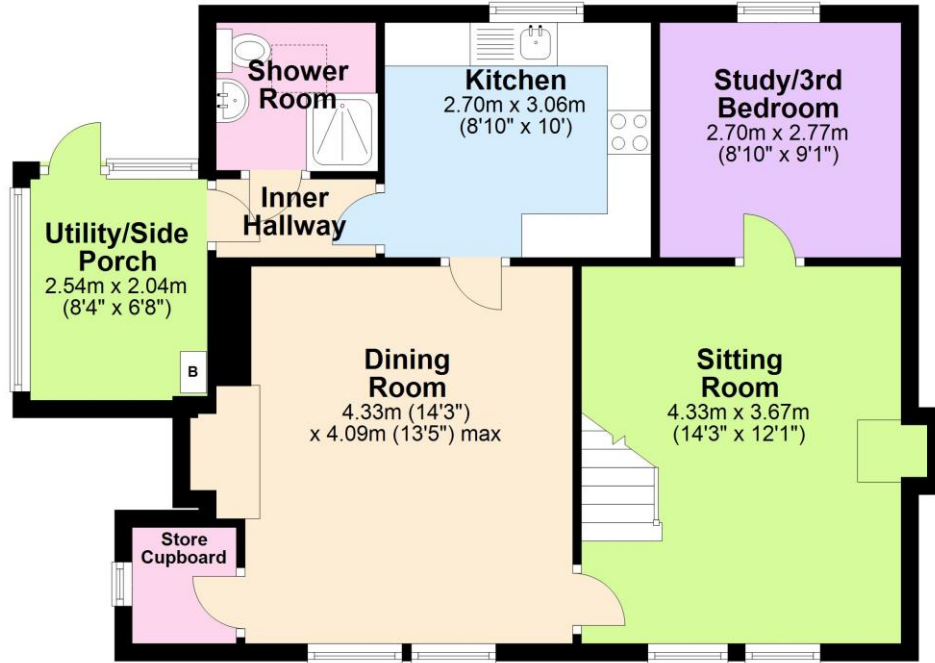 Shower
Room
Kitchen
2.70m x 3.06m
(8'10" x 10')
Study/3rd
Bedroom
2.70m x 2.77m
(8'10" x 9'1")
Inner
Hallway
Utility/Side
Porch
2.54m x 2.04m
(8'4" x 6'8")
B
Dining
Room
4.33m (14'3")
x 4.09m (13'5") max
Sitting
Room
4.33m x 3.67m
(14'3" x 12'1")
Store
Cupboard